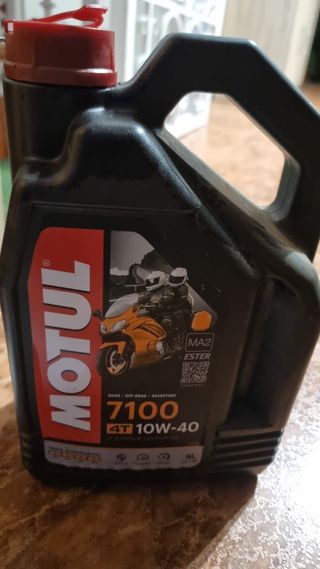 MOTUL
MA2
ESTER
ROAD / OFF-ROAD / ADVENTURE
7100
4T 10W-40
4L